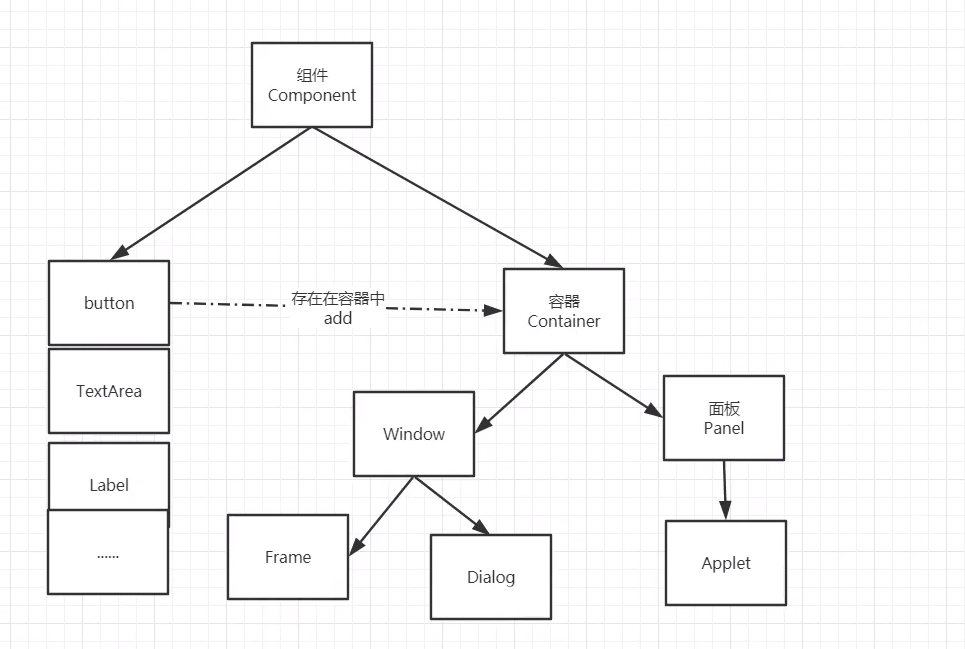 组件
Component
button
存在在容器中
add
容器
Container
TextArea
Window
面板
Panel
Label
......
Frame
Dialog
Applet